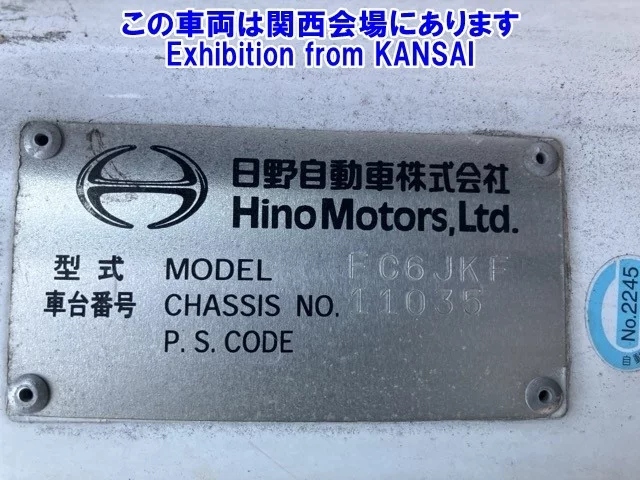 この車両は関西会場にあります
Exhibition from KANSAI
日野自動車株式会社
Hino Motors, Ltd.
型式 MODEL FC6JKF
車台番号 CHASSIS NO. 11035
P. S. CODE
No.2245